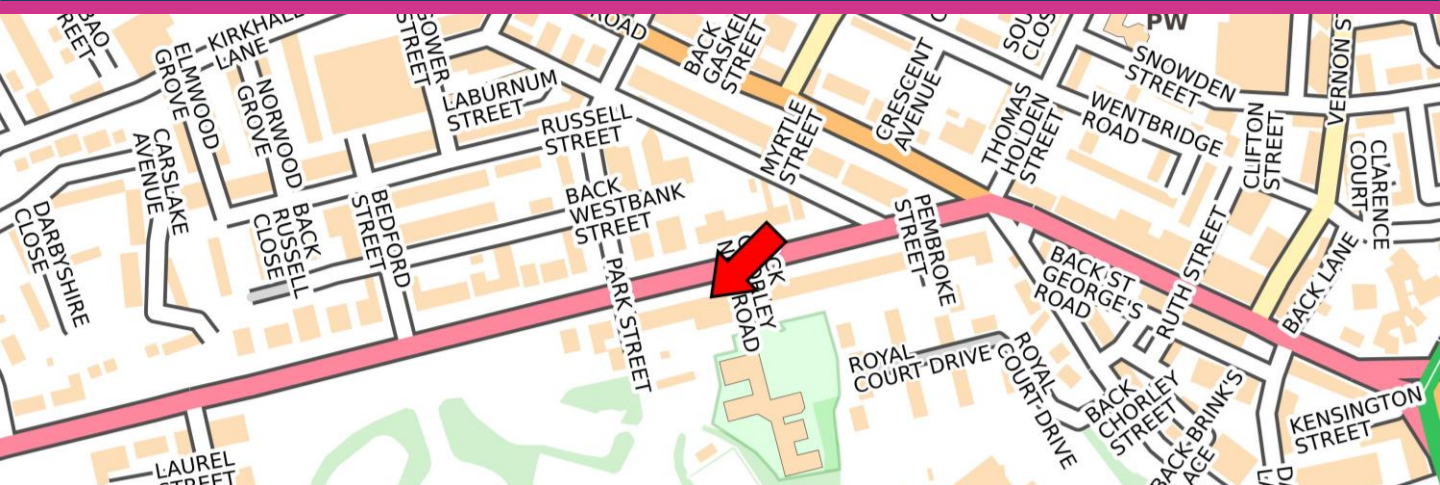 KIRKHALL
LANE
ELMWOOD
GROVE
NORWOOD
GROVE
GOWER
STREET
LABURNUM
STREET
RUSSELL
STREET
ROAD
BACK
GASKELL
STREET
MYRTLE
STREET
CRESCENT
AVENUE
THOMAS
HOLDEN
STREET
PW
SNOWDEN
STREET
WENTBRIDGE
ROAD
CLIFTON
STREET
VERNON S
CLARENCE
COURT
CARSLAKE
AVENUE
DARBYSHIRE
CLOSE
BACK
RUSSELL
CLOSE
BEDFORD
STREET
BACK
WESTBANK
STREET
PARK STREET
ROAD
PEMBROKE
STREET
BACK ST
GEORGE'S
ROAD
RUTH STREET
BACK LANE
ROYAL
COURT DRIVE
ROYAL
COURT DRIVE
BACK
CHORLEY
STREET
BACK BRINK'S
KENSINGTON
STREET
LAUREL
STREET